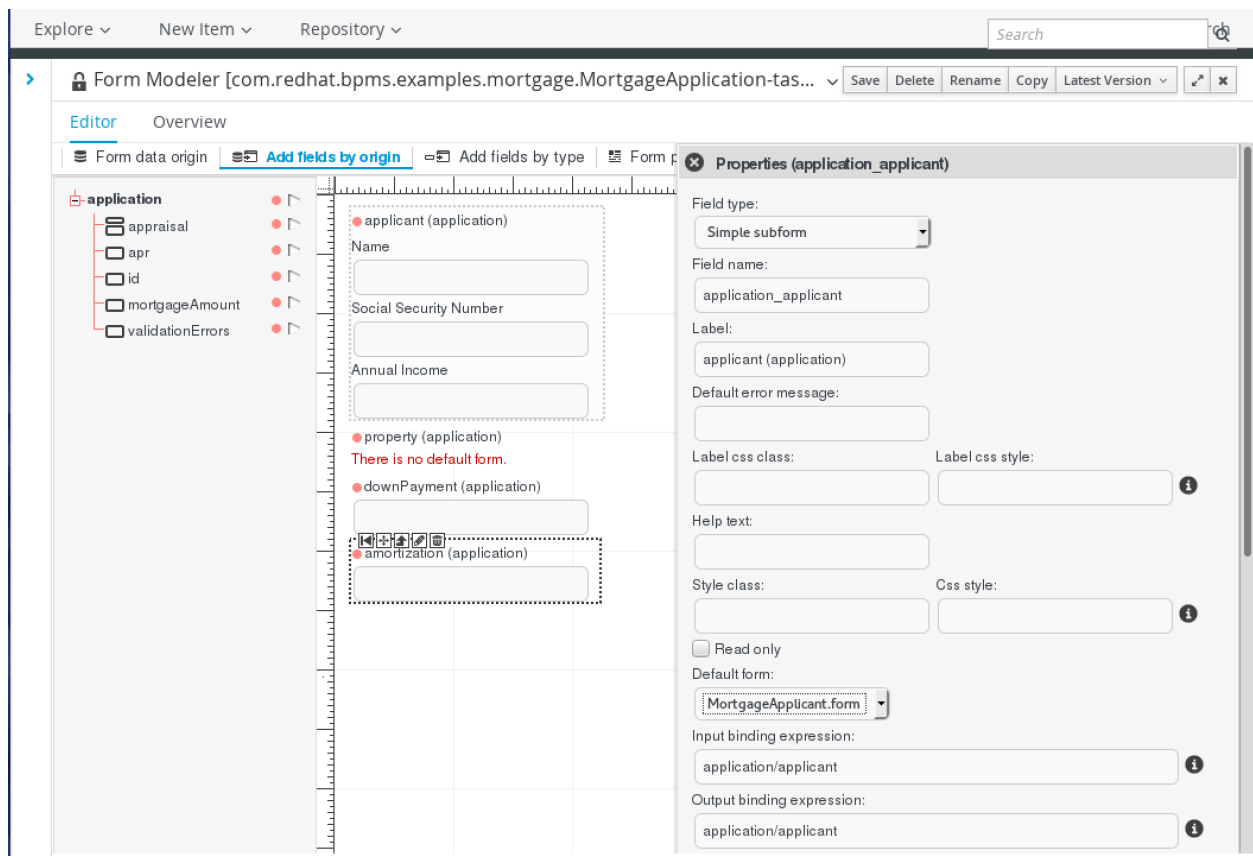 Explore New Item Repository Search
Form Modeler [com.redhat.bpms.examples.mortgage.MortgageApplication-tas... Save Delete Rename Copy Latest Version
Editor Overview
Form data origin Add fields by origin Add fields by type Form p
application
appraisal
apr
id
mortgageAmount
validationErrors
applicant (application)
Name
Social Security Number
Annual Income
property (application)
There is no default form.
downPayment (application)
amortization (application)
Properties (application_applicant)
Field type:
Simple subform
Field name:
application_applicant
Label:
applicant (application)
Default error message:
Label css class: Label css style:
Help text:
Style class: Css style:
Read only
Default form:
MortgageApplicant.form
Input binding expression:
application/applicant
Output binding expression:
application/applicant